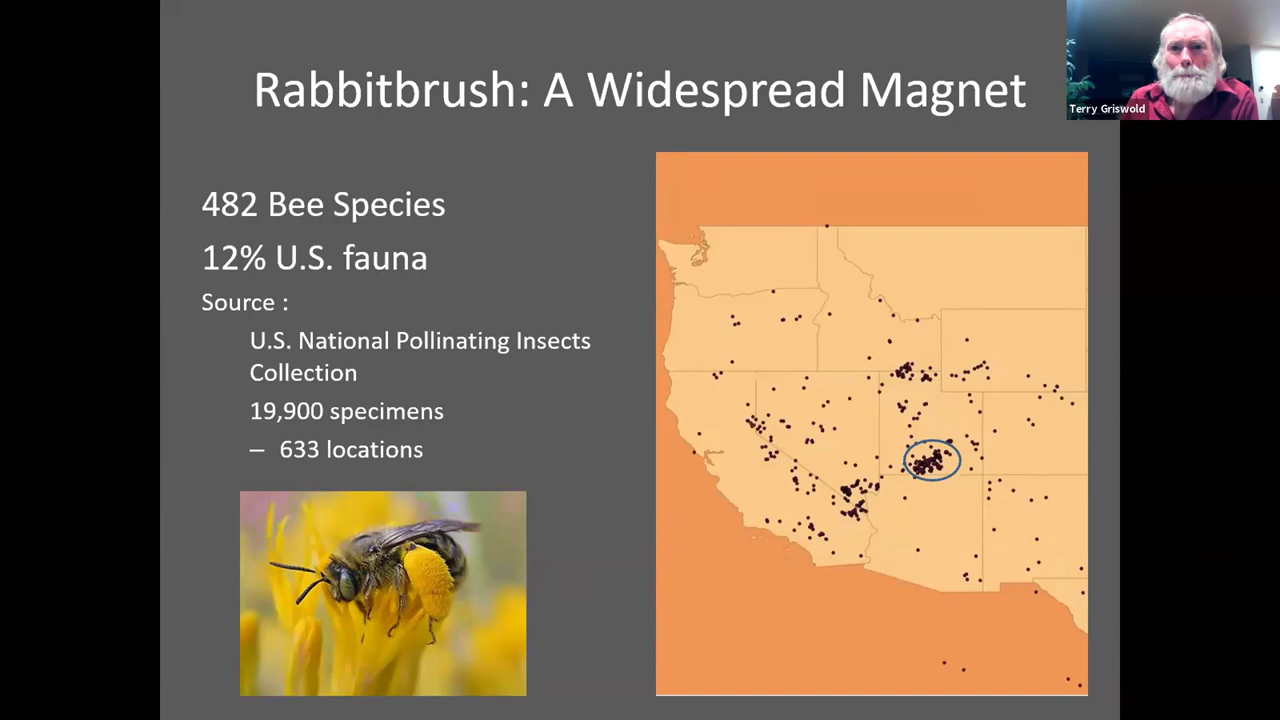 Rabbitbrush: A Widespread Magnet
Terry Griswold
482 Bee Species
12% U.S. fauna
Source :
U.S. National Pollinating Insects
Collection
19,900 specimens
– 633 locations